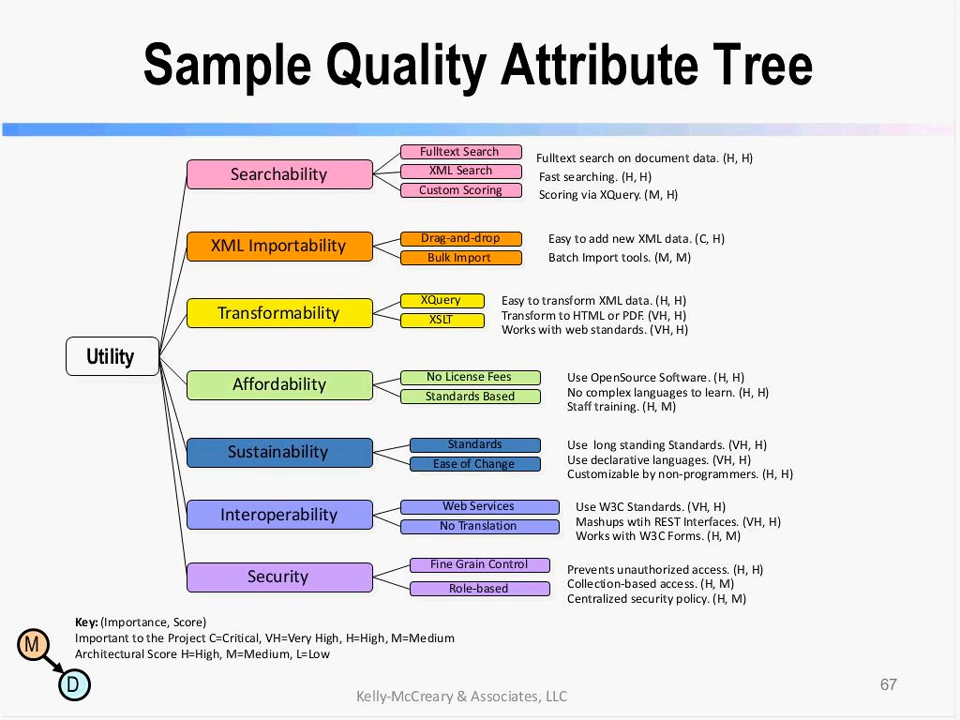 Sample Quality Attribute Tree
Utility
Searchability
Fulltext Search
XML Search
Custom Scoring
Fulltext search on document data. (H, H)
Fast searching. (H, H)
Scoring via XQuery. (M, H)
XML Importability
Drag-and-drop
Bulk Import
Easy to add new XML data. (C, H)
Batch Import tools. (M, M)
Transformability
XQuery
XSLT
Easy to transform XML data. (H, H)
Transform to HTML or PDF. (VH, H)
Works with web standards. (VH, H)
Affordability
No License Fees
Standards Based
Use OpenSource Software. (H, H)
No complex languages to learn. (H, H)
Staff training. (H, M)
Sustainability
Standards
Ease of Change
Use long standing Standards. (VH, H)
Use declarative languages. (VH, H)
Customizable by non-programmers. (H, H)
Interoperability
Web Services
No Translation
Use W3C Standards. (VH, H)
Mashups wtih REST Interfaces. (VH, H)
Works with W3C Forms. (H, M)
Security
Fine Grain Control
Role-based
Prevents unauthorized access. (H, H)
Collection-based access. (H, M)
Centralized security policy. (H, M)
Key: (Importance, Score)
Important to the Project C=Critical, VH=Very High, H=High, M=Medium
Architectural Score H=High, M=Medium, L=Low
M
D
Kelly-McCreary & Associates, LLC
67